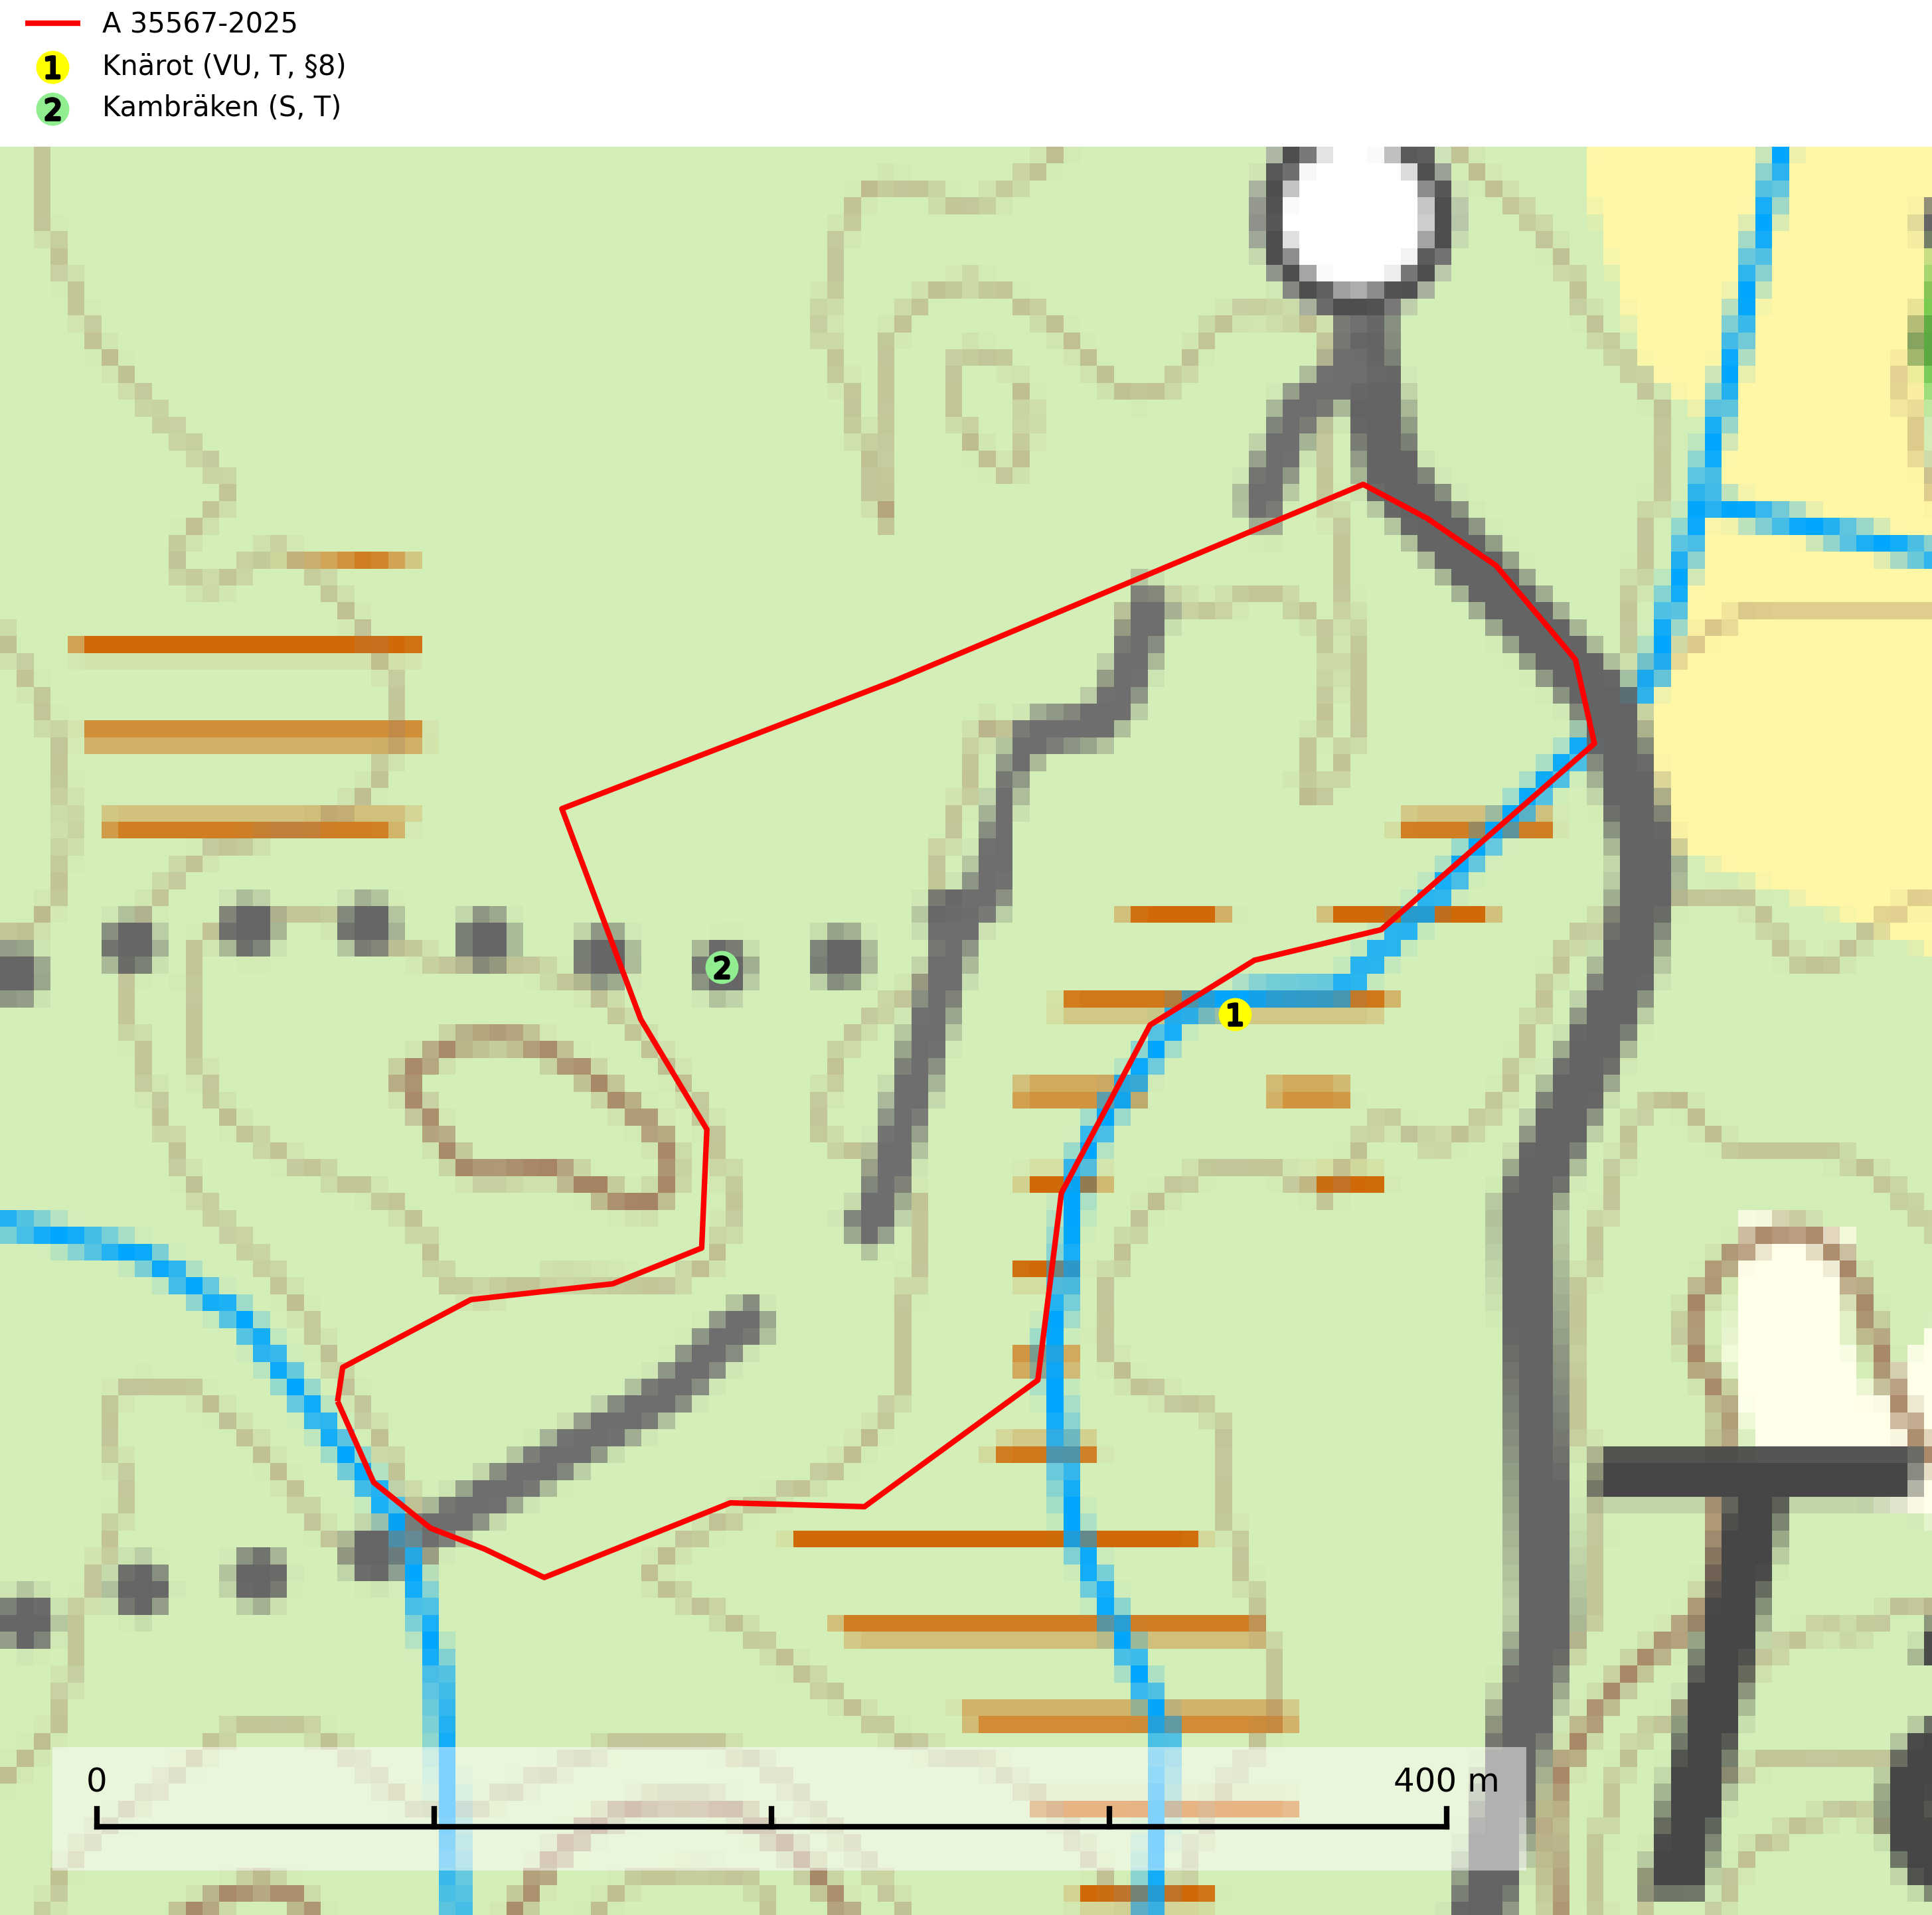 A 35567-2025
1 Knärot (VU, T, §8)
2 Kambräken (S, T)
2
1
0 400 m